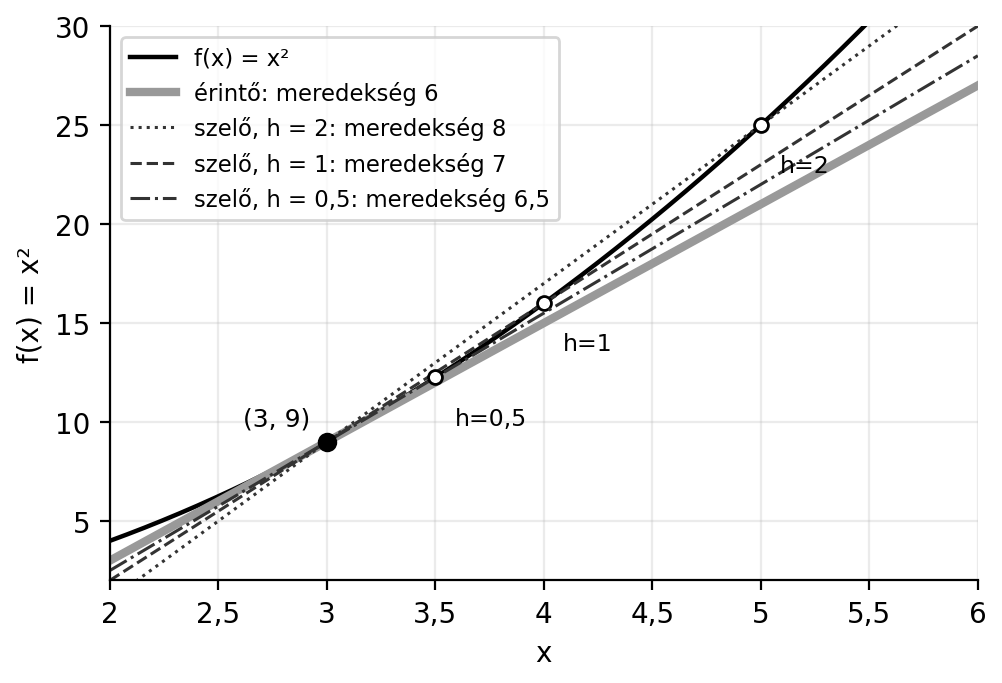 30
25
20
15
10
5
f(x) = x²
f(x) = x²
érintő: meredekség 6
szelő, h = 2: meredekség 8
szelő, h = 1: meredekség 7
szelő, h = 0,5: meredekség 6,5
h=2
h=1
(3, 9)
h=0,5
2 2,5 3 3,5 4 4,5 5 5,5 6
x